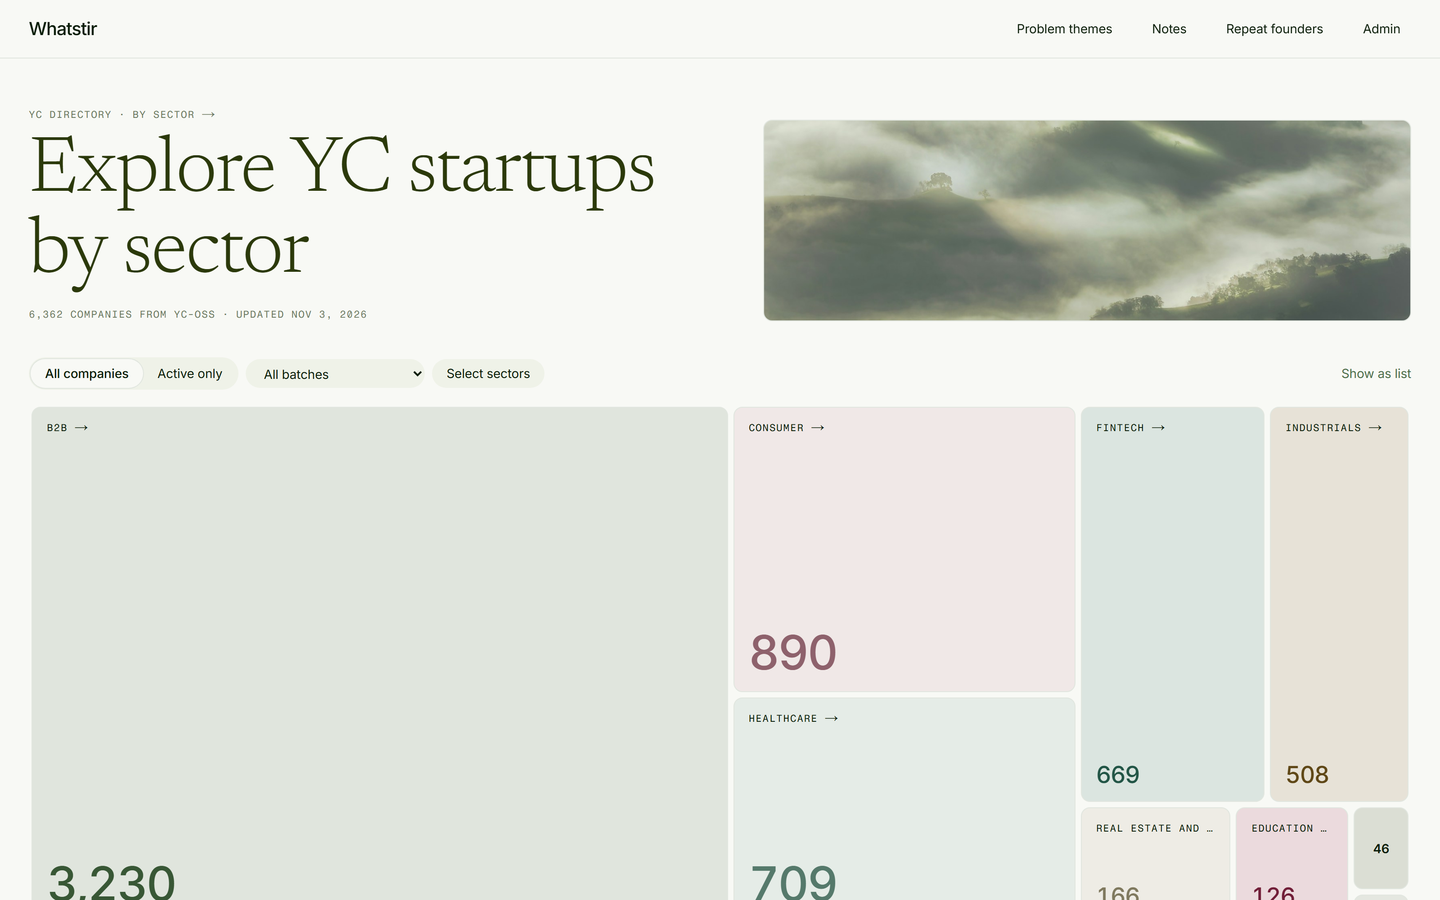 Whatstir
Problem themes
Notes
Repeat founders
Admin
YC DIRECTORY · BY SECTOR →
Explore YC startups
by sector
6,362 COMPANIES FROM YC-OSS · UPDATED NOV 3, 2026
All companies
Active only
All batches
Select sectors
Show as list
B2B →
3,230
CONSUMER →
890
HEALTHCARE →
709
FINTECH →
669
INDUSTRIALS →
508
REAL ESTATE AND …
166
EDUCATION …
126
46